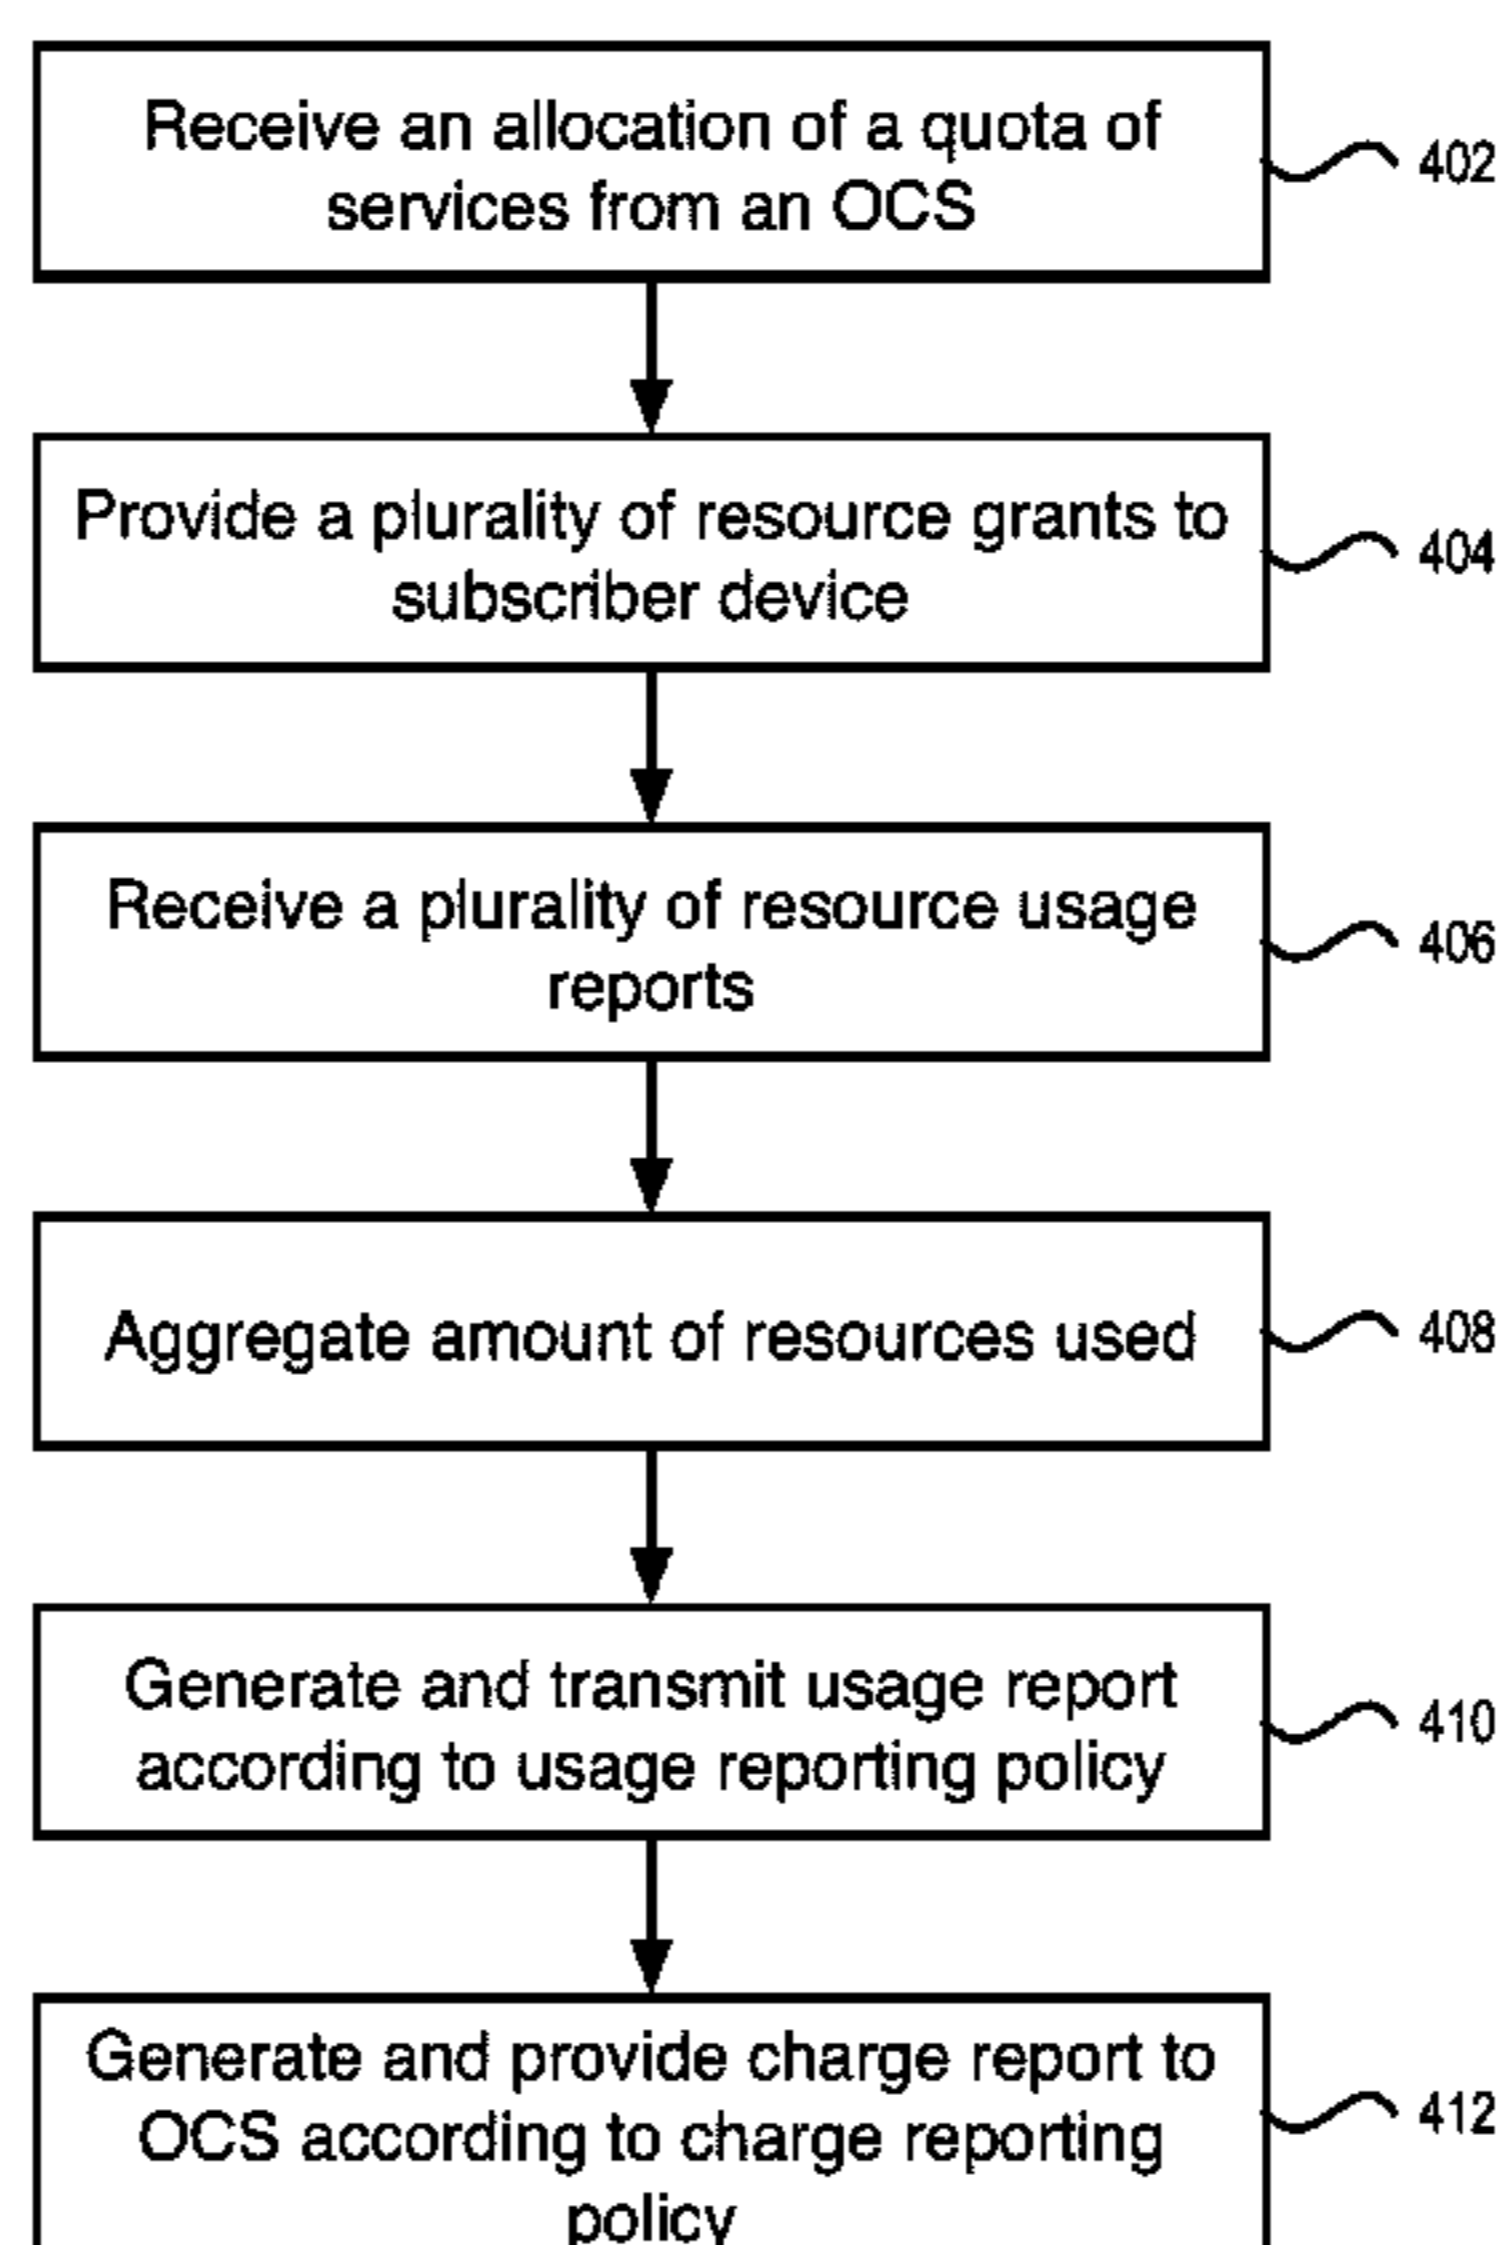 Receive an allocation of a quota of
services from an OCS
402
Provide a plurality of resource grants to
subscriber device
404
Receive a plurality of resource usage
reports
406
Aggregate amount of resources used
408
Generate and transmit usage report
according to usage reporting policy
410
Generate and provide charge report to
OCS according to charge reporting
policy
412